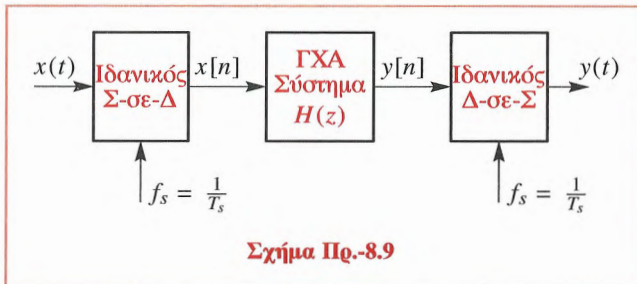 x(t)
Ιδανικός
Σ-σε-Δ
x[n]
ΓΧΑ
Σύστημα
H(z)
y[n]
Ιδανικός
Δ-σε-Σ
y(t)
f_s = 1/T_s
f_s = 1/T_s
Σχήμα Πρ.-8.9